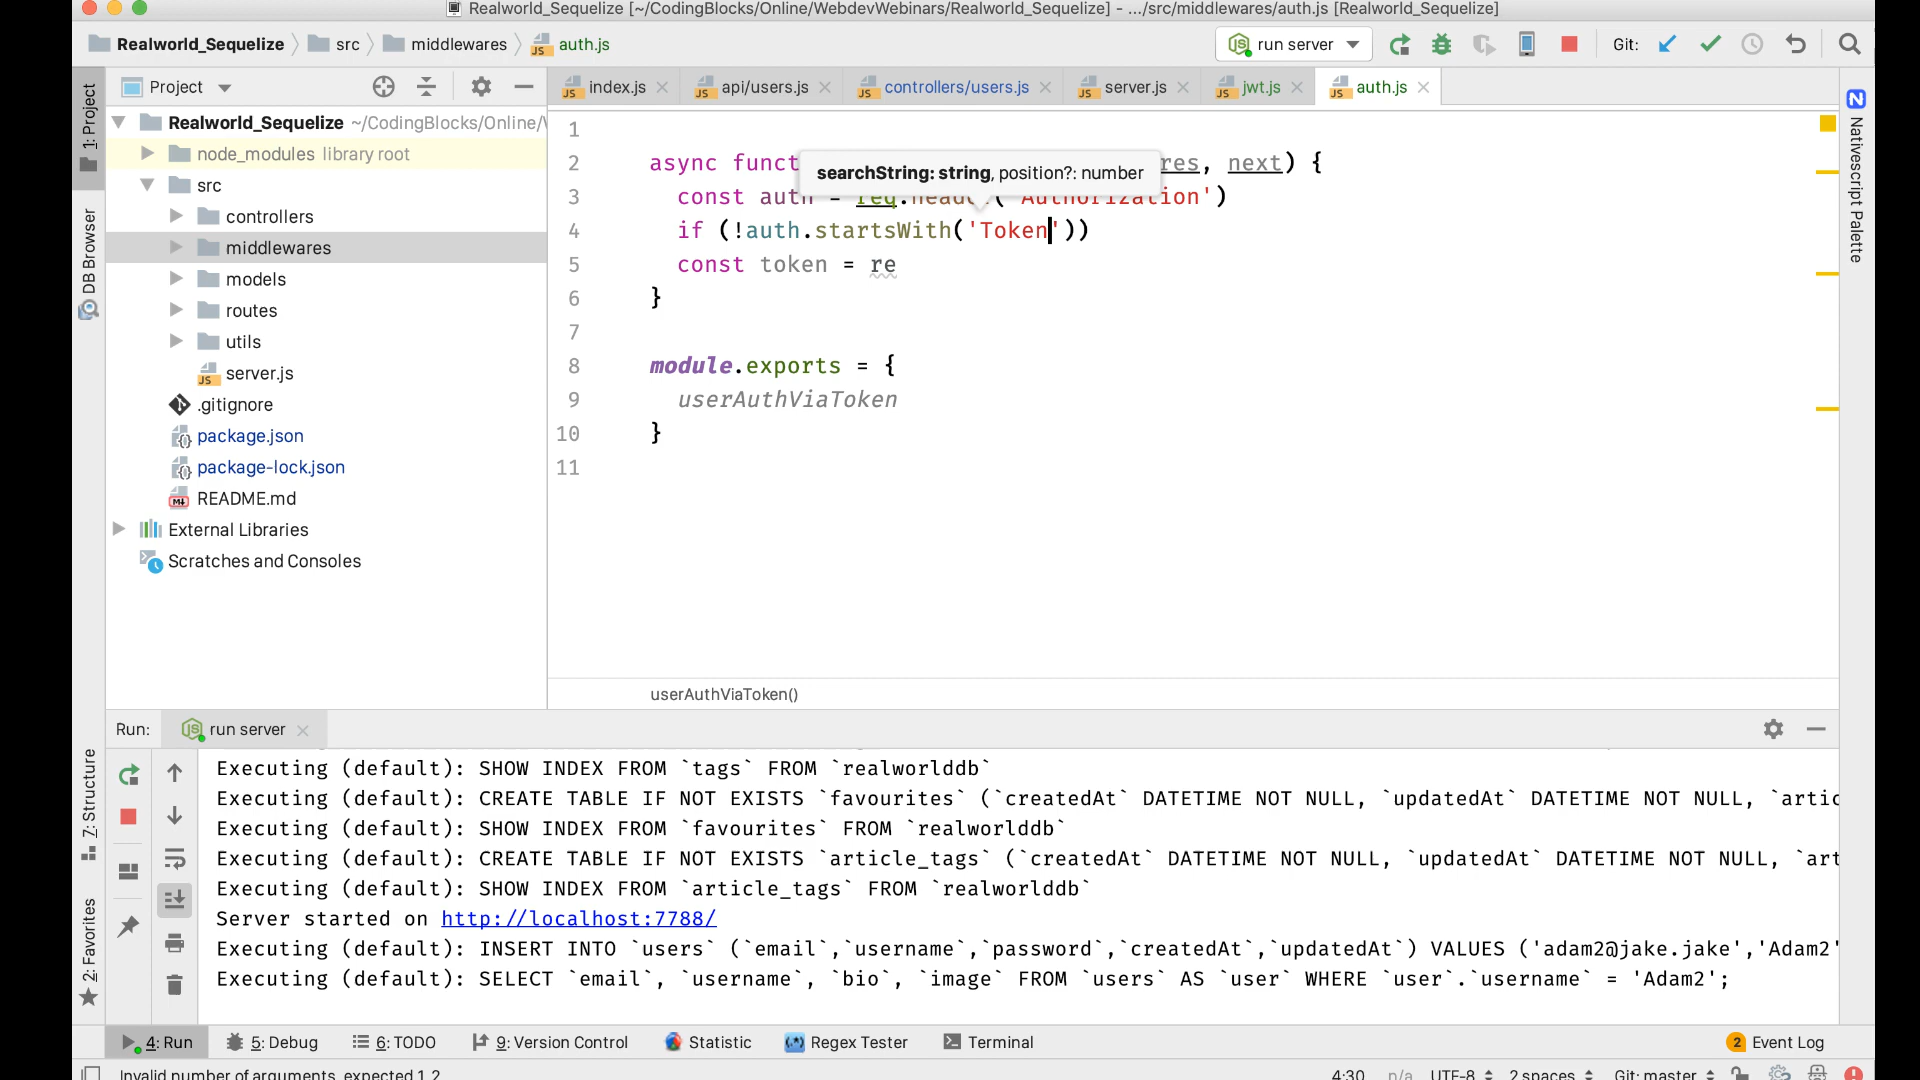 Realworld_Sequelize [~/CodingBlocks/Online/WebdevWebinars/Realworld_Sequelize] - .../src/middlewares/auth.js [Realworld_Sequelize]
Realworld_Sequelize src middlewares auth.js run server Git:
Project index.js api/users.js controllers/users.js server.js jwt.js auth.js
1: Project
DB Browser
7: Structure
2: Favorites
Nativescript Palette
Realworld_Sequelize ~/CodingBlocks/Online/
node_modules library root
src
controllers
middlewares
models
routes
utils
server.js
.gitignore
package.json
package-lock.json
README.md
External Libraries
Scratches and Consoles
searchString: string, position?: number
1
2 async funct res, next) {
3 const auth = req.header('Authorization')
4 if (!auth.startsWith('Token'))
5 const token = re
6 }
7
8 module.exports = {
9 userAuthViaToken
10 }
11
userAuthViaToken()
Run: run server
Executing (default): SHOW INDEX FROM `tags` FROM `realworlddb`
Executing (default): CREATE TABLE IF NOT EXISTS `favourites` (`createdAt` DATETIME NOT NULL, `updatedAt` DATETIME NOT NULL, `artic
Executing (default): SHOW INDEX FROM `favourites` FROM `realworlddb`
Executing (default): CREATE TABLE IF NOT EXISTS `article_tags` (`createdAt` DATETIME NOT NULL, `updatedAt` DATETIME NOT NULL, `art
Executing (default): SHOW INDEX FROM `article_tags` FROM `realworlddb`
Server started on http://localhost:7788/
Executing (default): INSERT INTO `users` (`email`,`username`,`password`,`createdAt`,`updatedAt`) VALUES ('adam2@jake.jake','Adam2'
Executing (default): SELECT `email`, `username`, `bio`, `image` FROM `users` AS `user` WHERE `user`.`username` = 'Adam2';
4: Run 5: Debug 6: TODO 9: Version Control Statistic Regex Tester Terminal 2 Event Log
Invalid number of arguments, expected 1..2 4:30 n/a UTF-8 2 spaces Git: master